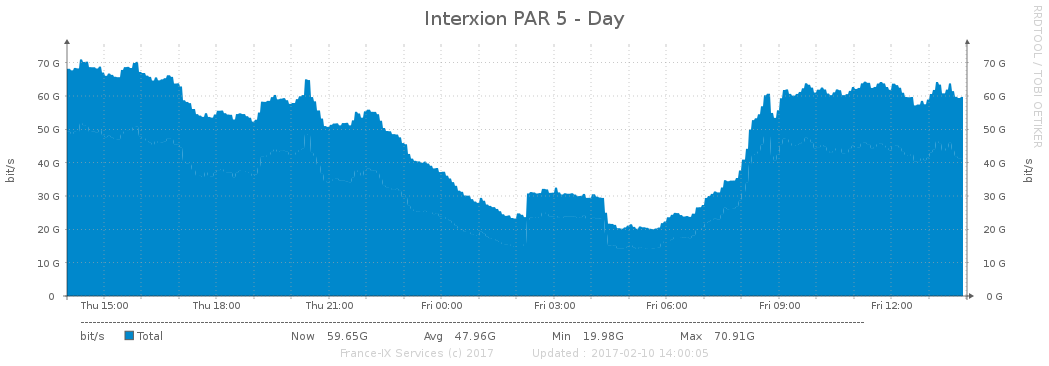 Interxion PAR 5 - Day
RRDTOOL / TOBI OETIKER
bit/s
70 G 70 G
60 G 60 G
50 G 50 G
40 G 40 G
30 G 30 G
20 G 20 G
10 G 10 G
0 0 G
bit/s
Thu 15:00 Thu 18:00 Thu 21:00 Fri 00:00 Fri 03:00 Fri 06:00 Fri 09:00 Fri 12:00
bit/s Total Now 59.65G Avg 47.96G Min 19.98G Max 70.91G
France-IX Services (c) 2017 Updated : 2017-02-10 14:00:05